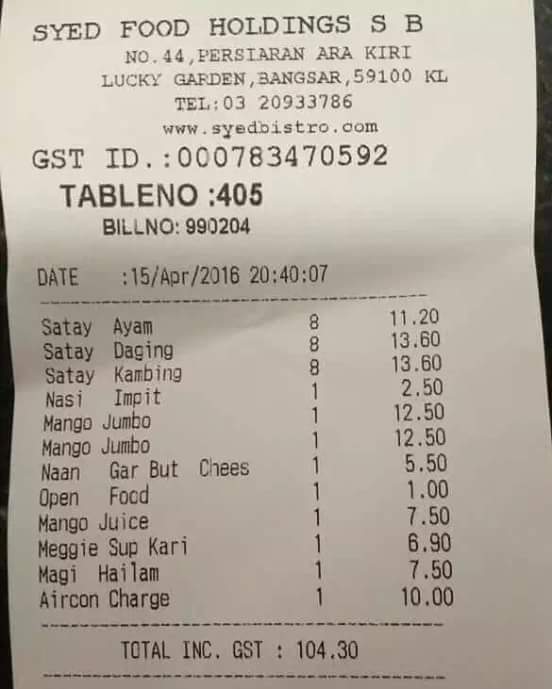 SYED FOOD HOLDINGS S B
NO.44,PERSIARAN ARA KIRI
LUCKY GARDEN,BANGSAR,59100 KL
TEL:03 20933786
www.syedbistro.com
GST ID.:000783470592
TABLENO :405
BILLNO: 990204
DATE :15/Apr/2016 20:40:07
Satay Ayam 8 11.20
Satay Daging 8 13.60
Satay Kambing 8 13.60
Nasi Impit 1 2.50
Mango Jumbo 1 12.50
Mango Jumbo 1 12.50
Naan Gar But Chees 1 5.50
Open Food 1 1.00
Mango Juice 1 7.50
Meggie Sup Kari 1 6.90
Magi Hailam 1 7.50
Aircon Charge 1 10.00
TOTAL INC. GST : 104.30